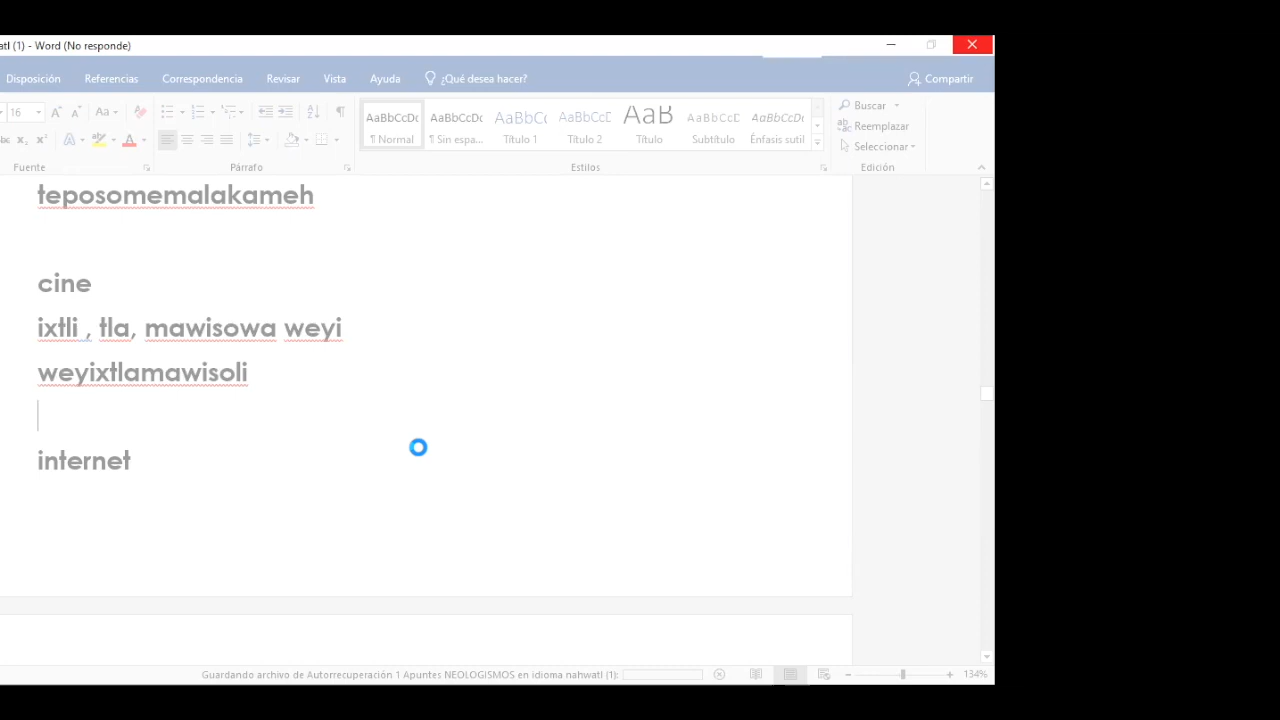 atl (1) - Word (No responde)
Disposición Referencias Correspondencia Revisar Vista Ayuda ¿Qué desea hacer? Compartir
16 Aa AaBbCcDc AaBbCcDc AaBbCc AaBbCcD AaB AaBbCcD AaBbCcDc Buscar
¶ Normal ¶ Sin espa... Título 1 Título 2 Título Subtítulo Énfasis sutil Reemplazar
Seleccionar
Fuente Párrafo Estilos Edición
teposomemalakameh
cine
ixtli , tla, mawisowa weyi
weyixtlamawisoli
internet
Guardando archivo de Autorrecuperación 1 Apuntes NEOLOGISMOS en idioma nahwatl (1): 134%